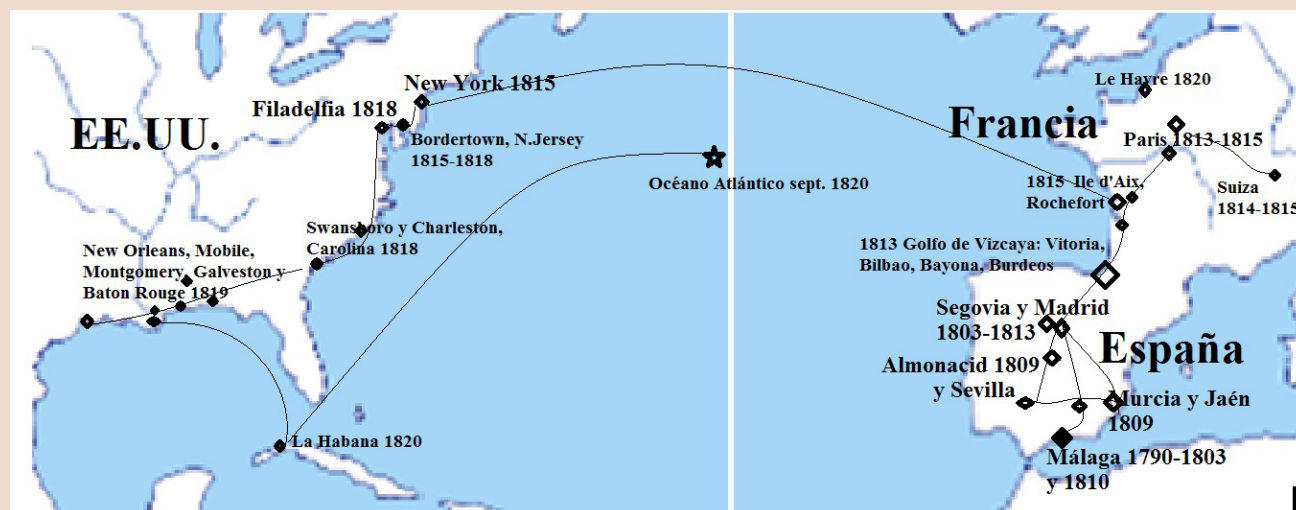 EE.UU.
Filadelfia 1818
New York 1815
Bordertown, N.Jersey
1815-1818
Swansboro y Charleston,
Carolina 1818
New Orleans, Mobile,
Montgomery, Galveston y
Baton Rouge 1819
La Habana 1820
Océano Atlántico sept. 1820
Francia
Le Havre 1820
Paris 1813-1815
Suiza
1814-1815
1815 Ile d'Aix,
Rochefort
1813 Golfo de Vizcaya: Vitoria,
Bilbao, Bayona, Burdeos
Segovia y Madrid
1803-1813
España
Almonacid 1809
y Sevilla
Murcia y Jaén
1809
Málaga 1790-1803
y 1810